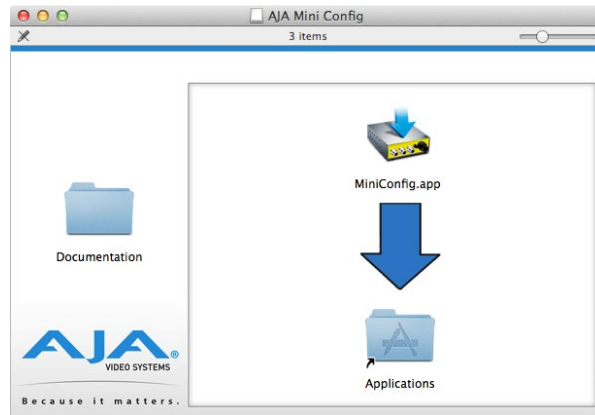 AJA Mini Config
3 items
MiniConfig.app
Documentation
Applications
AJA®
VIDEO SYSTEMS
Because it matters.